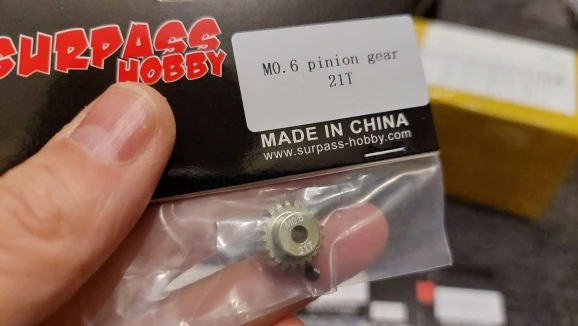 SURPASS
HOBBY
M0.6 pinion gear
21T
MADE IN CHINA
www.surpass-hobby.com
M0.6
21T